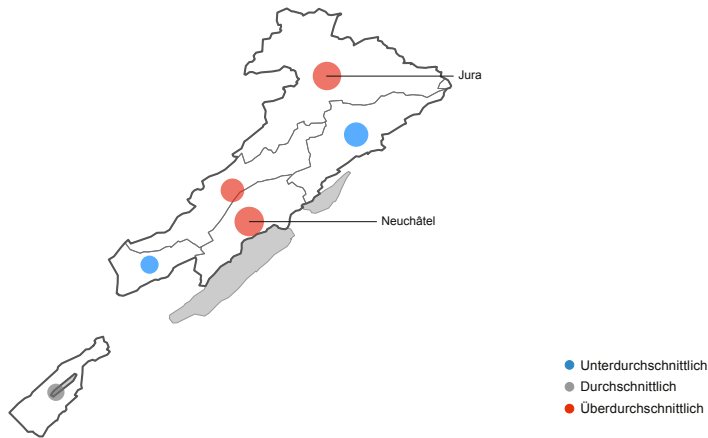 Jura
Neuchâtel
Unterdurchschnittlich
Durchschnittlich
Überdurchschnittlich